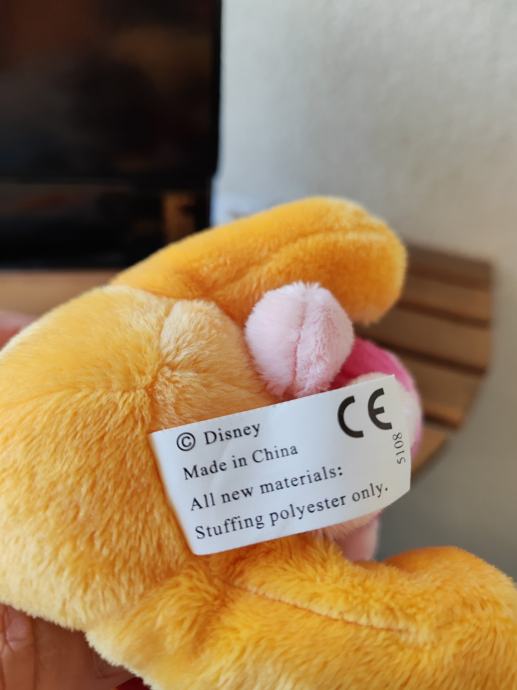 © Disney
CE
Made in China
All new materials:
Stuffing polyester only.
5108